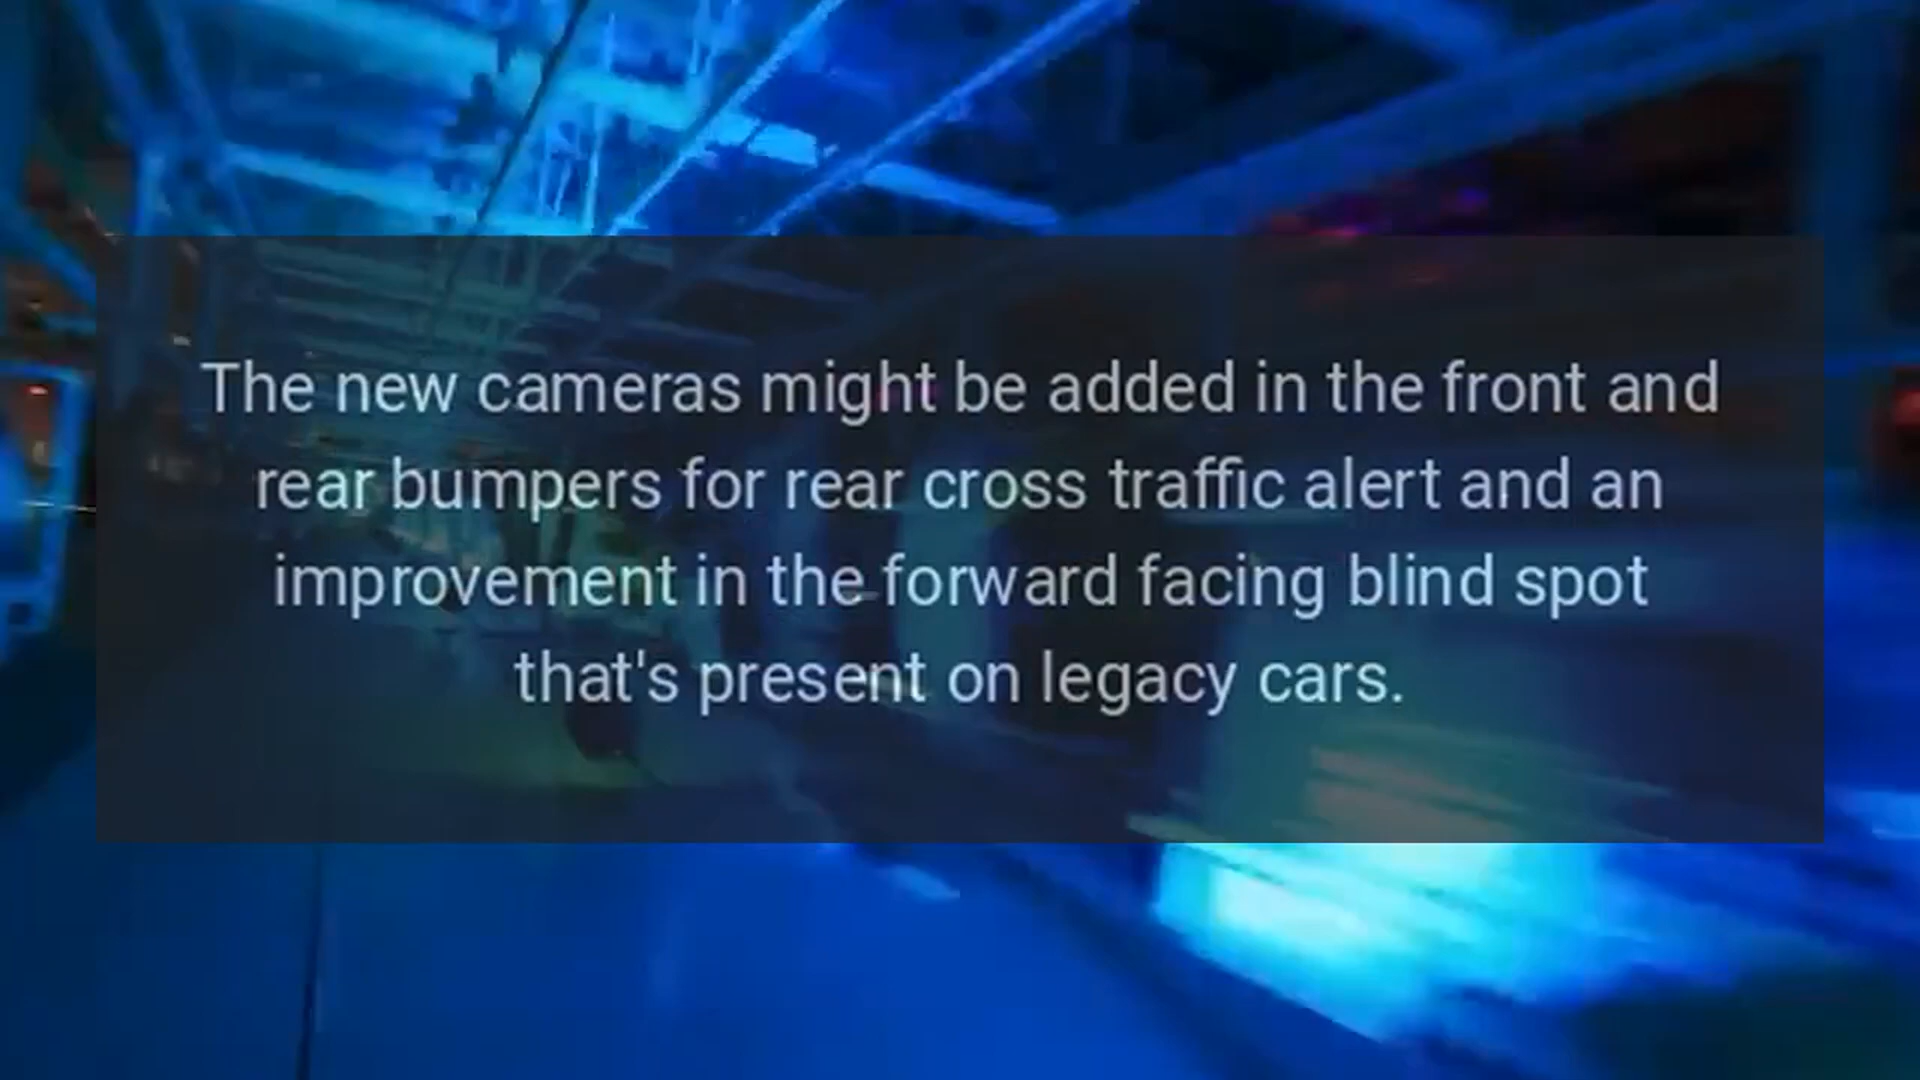 The new cameras might be added in the front and
rear bumpers for rear cross traffic alert and an
improvement in the forward facing blind spot
that's present on legacy cars.